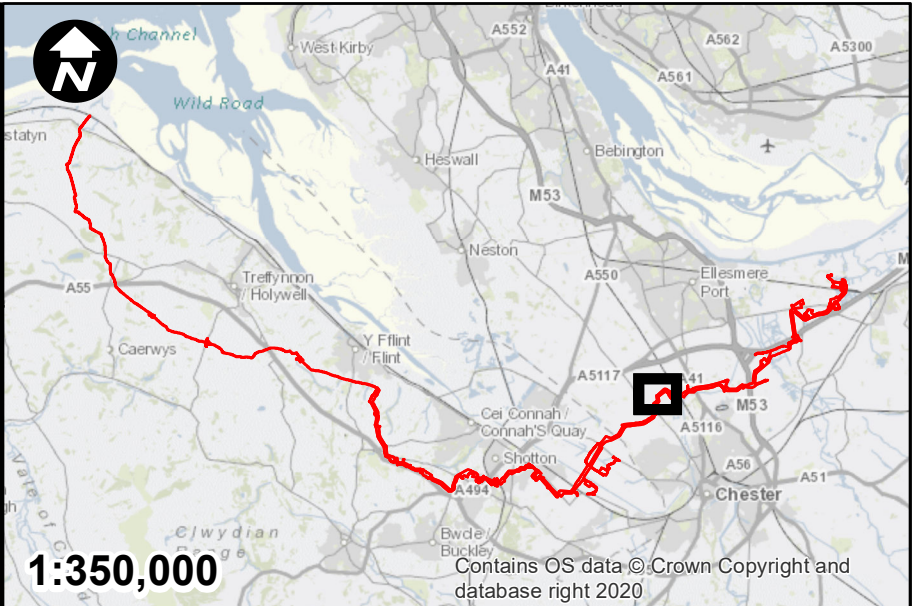 A552
A562
A5300
West Kirby
A41
A561
Channel
Wild Road
N
statyn
Heswall
Bebington
M53
Neston
A55
Treffynnon
/ Holywell
A550
Ellesmere
Port
M
Caerwys
Y Fflint
/ Flint
A5117
A41
Cei Connah /
Connah'S Quay
M53
A5116
Shotton
A56
A51
A494
Chester
Clwydian
Range
Bwcle /
Buckley
1:350,000
Contains OS data © Crown Copyright and
database right 2020